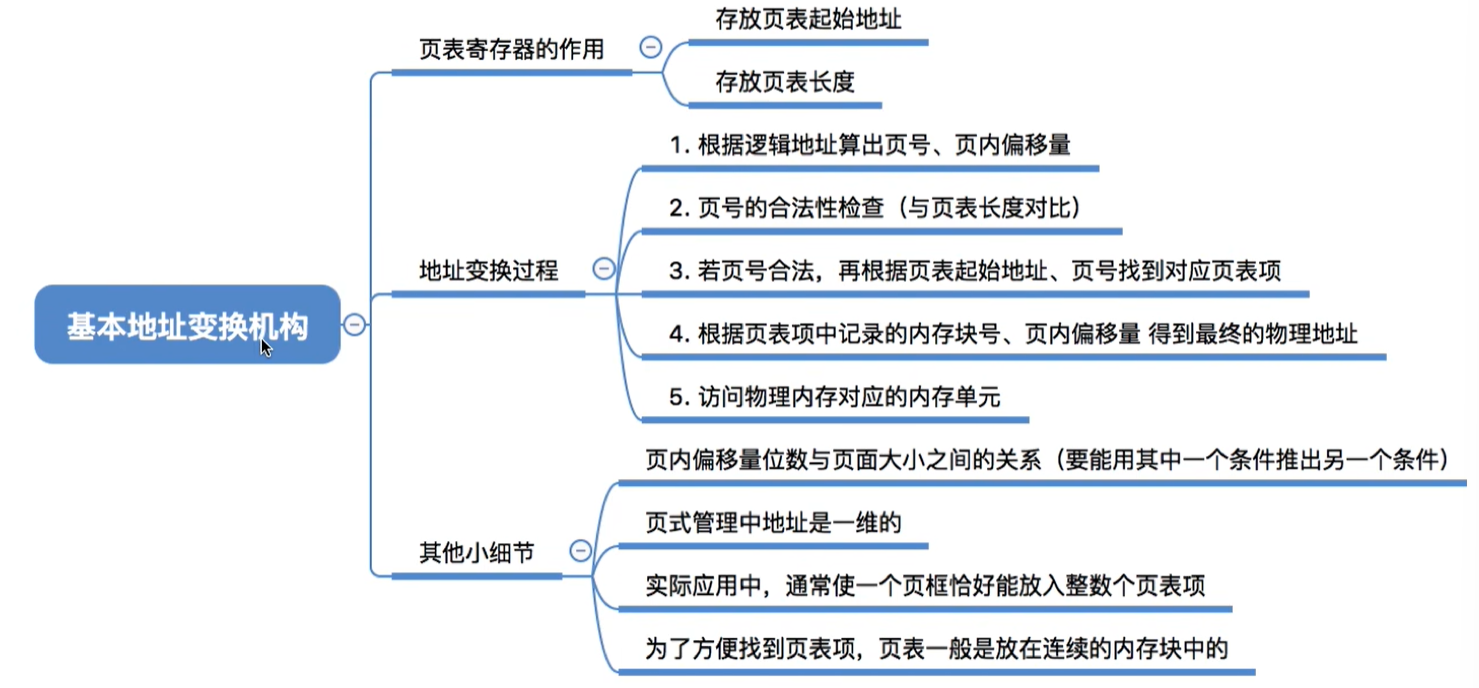 基本地址变换机构
页表寄存器的作用
存放页表起始地址
存放页表长度
地址变换过程
1. 根据逻辑地址算出页号、页内偏移量
2. 页号的合法性检查（与页表长度对比）
3. 若页号合法，再根据页表起始地址、页号找到对应页表项
4. 根据页表项中记录的内存块号、页内偏移量 得到最终的物理地址
5. 访问物理内存对应的内存单元
其他小细节
页内偏移量位数与页面大小之间的关系（要能用其中一个条件推出另一个条件）
页式管理中地址是一维的
实际应用中，通常使一个页框恰好能放入整数个页表项
为了方便找到页表项，页表一般是放在连续的内存块中的